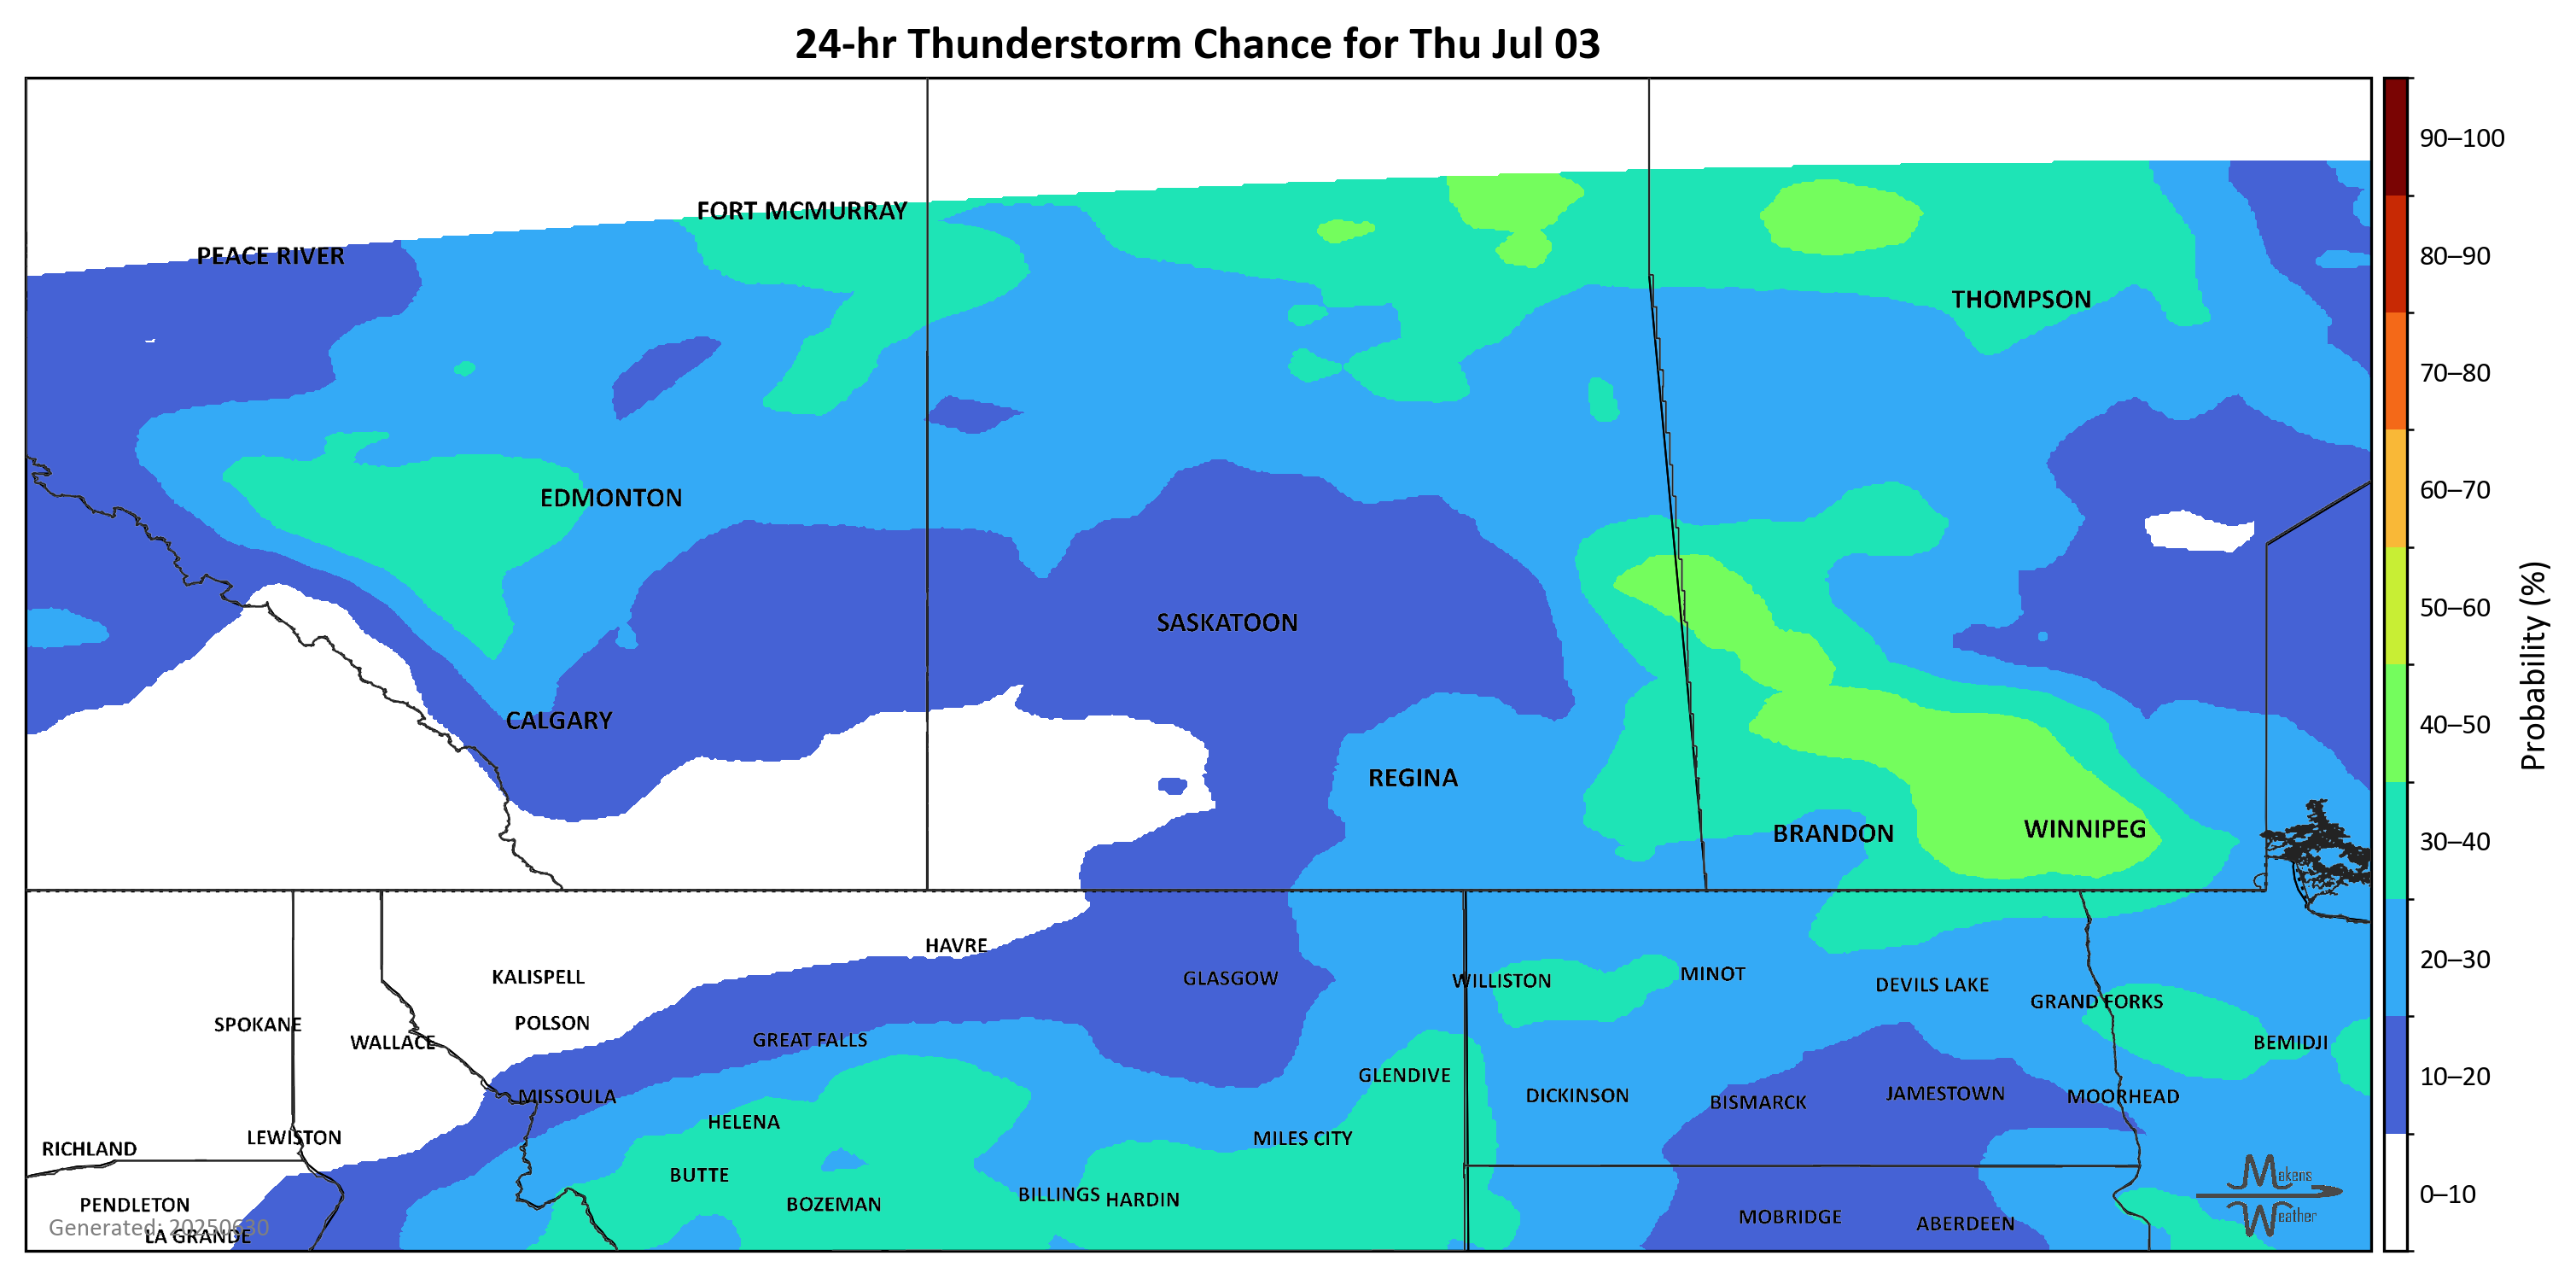 24-hr Thunderstorm Chance for Thu Jul 03
90–100
FORT MCMURRAY
PEACE RIVER
80–90
THOMPSON
70–80
60–70
EDMONTON
50–60
SASKATOON
Probability (%)
CALGARY
40–50
REGINA
BRANDON
WINNIPEG
30–40
HAVRE
20–30
KALISPELL
GLASGOW
WILLISTON
MINOT
DEVILS LAKE
GRAND FORKS
SPOKANE
POLSON
WALLACE
GREAT FALLS
BEMIDJI
10–20
GLENDIVE
MISSOULA
DICKINSON
BISMARCK
JAMESTOWN
MOORHEAD
HELENA
LEWISTON
MILES CITY
RICHLAND
BUTTE
Makens
0–10
BILLINGS
HARDIN
PENDLETON
BOZEMAN
MOBRIDGE
ABERDEEN
Weather
Generated: 20250630
LA GRANDE